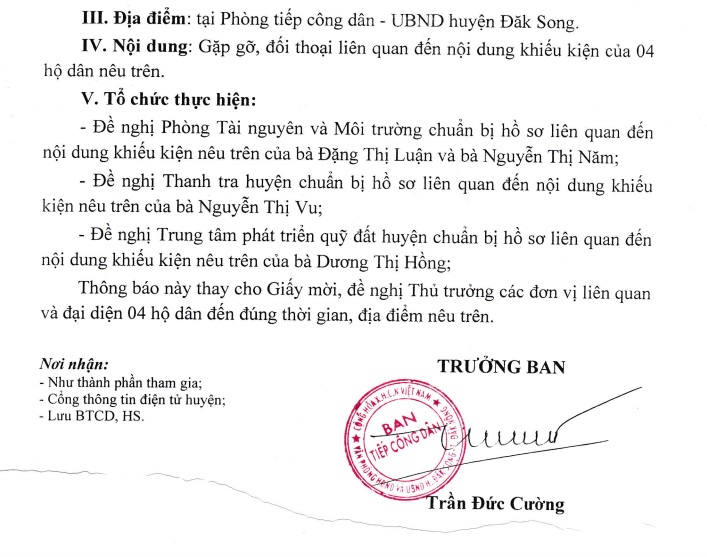 III. Địa điểm: tại Phòng tiếp công dân - UBND huyện Đăk Song.
IV. Nội dung: Gặp gỡ, đối thoại liên quan đến nội dung khiếu kiện của 04
hộ dân nêu trên.
V. Tổ chức thực hiện:
- Đề nghị Phòng Tài nguyên và Môi trường chuẩn bị hồ sơ liên quan đến
nội dung khiếu kiện nêu trên của bà Đặng Thị Luận và bà Nguyễn Thị Năm;
- Đề nghị Thanh tra huyện chuẩn bị hồ sơ liên quan đến nội dung khiếu
kiện nêu trên của bà Nguyễn Thị Vu;
- Đề nghị Trung tâm phát triển quỹ đất huyện chuẩn bị hồ sơ liên quan đến
nội dung khiếu kiện nêu trên của bà Dương Thị Hồng;
Thông báo này thay cho Giấy mời, đề nghị Thủ trưởng các đơn vị liên quan
và đại diện 04 hộ dân đến đúng thời gian, địa điểm nêu trên.
Nơi nhận:
- Như thành phần tham gia;
- Cổng thông tin điện tử huyện;
- Lưu BTCD, HS.
TRƯỞNG BAN
CỘNG HÒA X.H.C.N VIỆT NAM
BAN
TIẾP CÔNG DÂN
VĂN PHÒNG HĐND VÀ UBND H. ĐĂK SONG
Trần Đức Cường